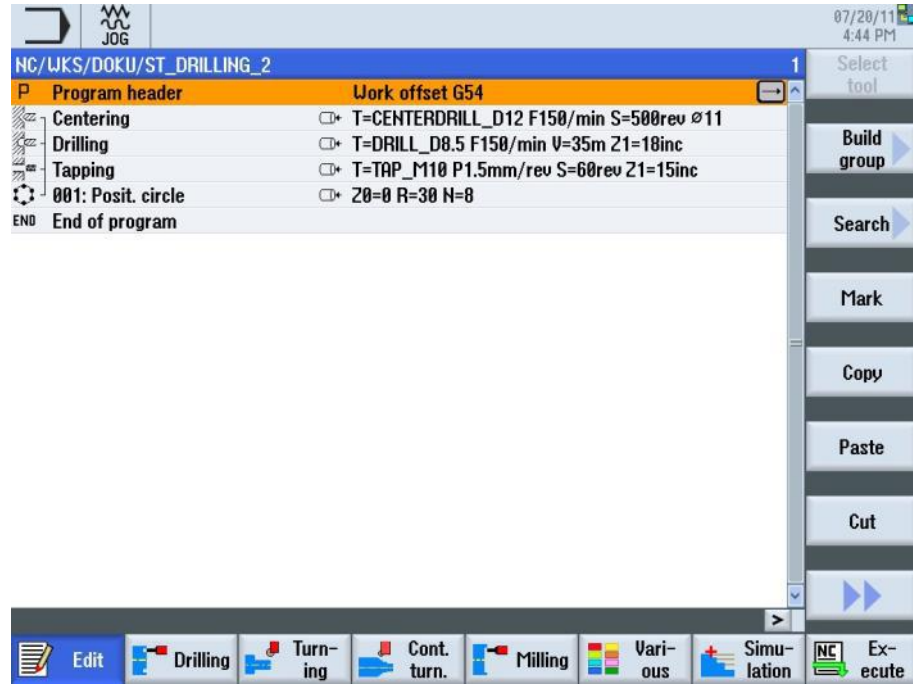 JOG
07/20/11
4:44 PM
NC/WKS/DOKU/ST_DRILLING_2 1
Select
tool
P Program header Work offset G54
Centering T=CENTERDRILL_D12 F150/min S=500rev ø11
Drilling T=DRILL_D8.5 F150/min V=35m Z1=18inc
Tapping T=TAP_M10 P1.5mm/rev S=60rev Z1=15inc
001: Posit. circle Z0=0 R=30 N=8
END End of program
Build
group
Search
Mark
Copy
Paste
Cut
>
Edit
Drilling
Turn-
ing
Cont.
turn.
Milling
Vari-
ous
Simu-
lation
NC
Ex-
ecute